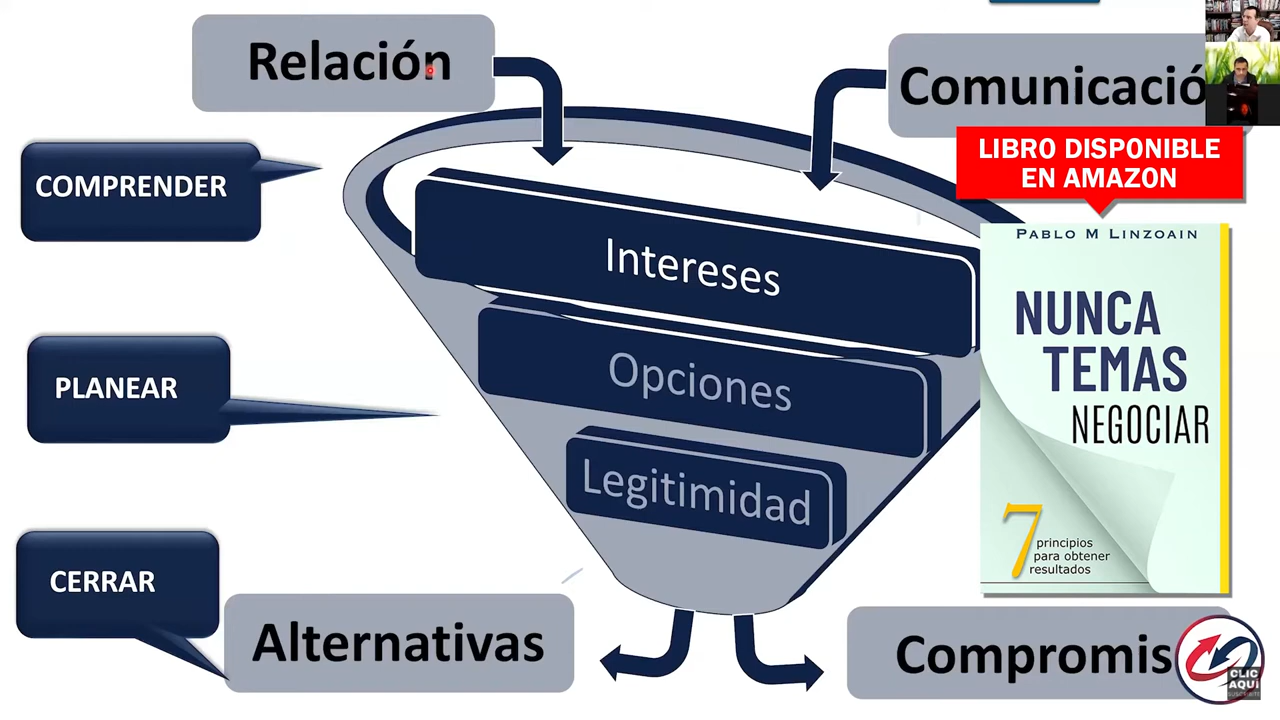 Relación
Comunicació
LIBRO DISPONIBLE
EN AMAZON
COMPRENDER
Intereses
PABLO M LINZOAIN
NUNCA
TEMAS
NEGOCIAR
7 principios
para obtener
resultados
PLANEAR
Opciones
Legitimidad
CERRAR
Alternativas
Compromis
CLIC
AQUÍ